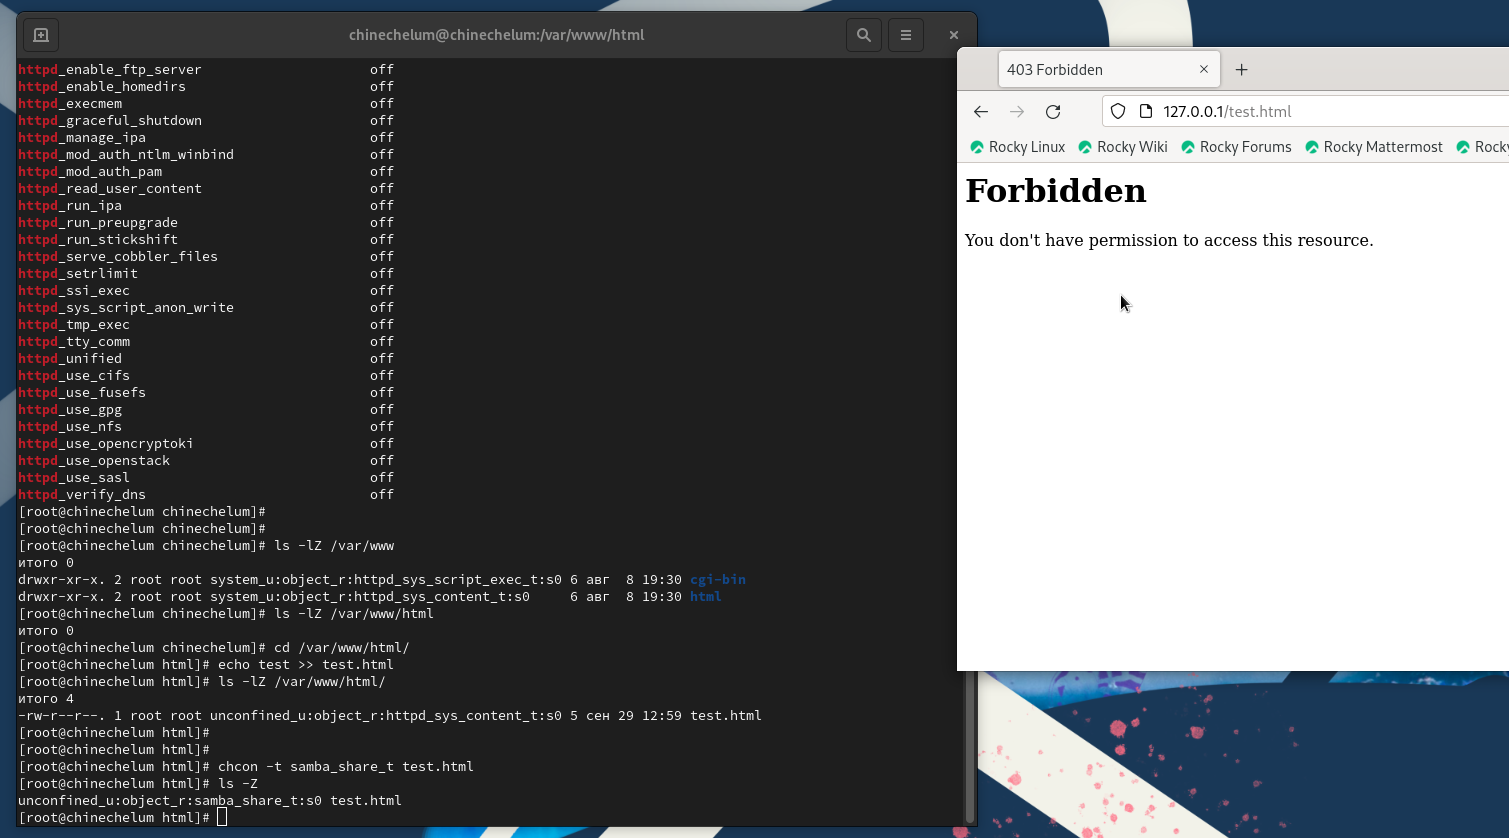 chinechelum@chinechelum:/var/www/html
httpd_enable_ftp_server off
httpd_enable_homedirs off
httpd_execmem off
httpd_graceful_shutdown off
httpd_manage_ipa off
httpd_mod_auth_ntlm_winbind off
httpd_mod_auth_pam off
httpd_read_user_content off
httpd_run_ipa off
httpd_run_preupgrade off
httpd_run_stickshift off
httpd_serve_cobbler_files off
httpd_setrlimit off
httpd_ssi_exec off
httpd_sys_script_anon_write off
httpd_tmp_exec off
httpd_tty_comm off
httpd_unified off
httpd_use_cifs off
httpd_use_fusefs off
httpd_use_gpg off
httpd_use_nfs off
httpd_use_opencryptoki off
httpd_use_openstack off
httpd_use_sasl off
httpd_verify_dns off
[root@chinechelum chinechelum]#
[root@chinechelum chinechelum]#
[root@chinechelum chinechelum]# ls -lZ /var/www
итого 0
drwxr-xr-x. 2 root root system_u:object_r:httpd_sys_script_exec_t:s0 6 авг  8 19:30 cgi-bin
drwxr-xr-x. 2 root root system_u:object_r:httpd_sys_content_t:s0     6 авг  8 19:30 html
[root@chinechelum chinechelum]# ls -lZ /var/www/html
итого 0
[root@chinechelum chinechelum]# cd /var/www/html/
[root@chinechelum html]# echo test >> test.html
[root@chinechelum html]# ls -lZ /var/www/html/
итого 4
-rw-r--r--. 1 root root unconfined_u:object_r:httpd_sys_content_t:s0 5 сен 29 12:59 test.html
[root@chinechelum html]#
[root@chinechelum html]#
[root@chinechelum html]# chcon -t samba_share_t test.html
[root@chinechelum html]# ls -Z
unconfined_u:object_r:samba_share_t:s0 test.html
[root@chinechelum html]#
403 Forbidden
127.0.0.1/test.html
Rocky Linux Rocky Wiki Rocky Forums Rocky Mattermost Rocky
Forbidden
You don't have permission to access this resource.